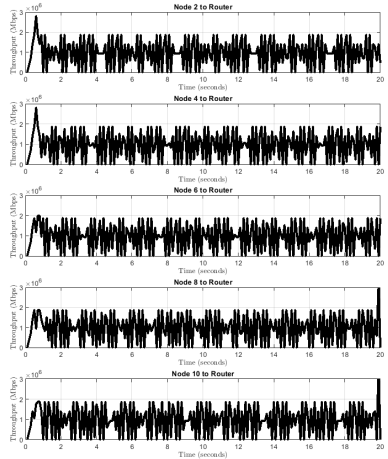 Node 2 to Router
×10⁶
Throughput (Mbps)
3
2
1
0
0 2 4 6 8 10 12 14 16 18 20
Time (seconds)
Node 4 to Router
×10⁶
Throughput (Mbps)
3
2
1
0
0 2 4 6 8 10 12 14 16 18 20
Time (seconds)
Node 6 to Router
×10⁶
Throughput (Mbps)
3
2
1
0
0 2 4 6 8 10 12 14 16 18 20
Time (seconds)
Node 8 to Router
×10⁶
Throughput (Mbps)
3
2
1
0
0 2 4 6 8 10 12 14 16 18 20
Time (seconds)
Node 10 to Router
×10⁶
Throughput (Mbps)
3
2
1
0
0 2 4 6 8 10 12 14 16 18 20
Time (seconds)